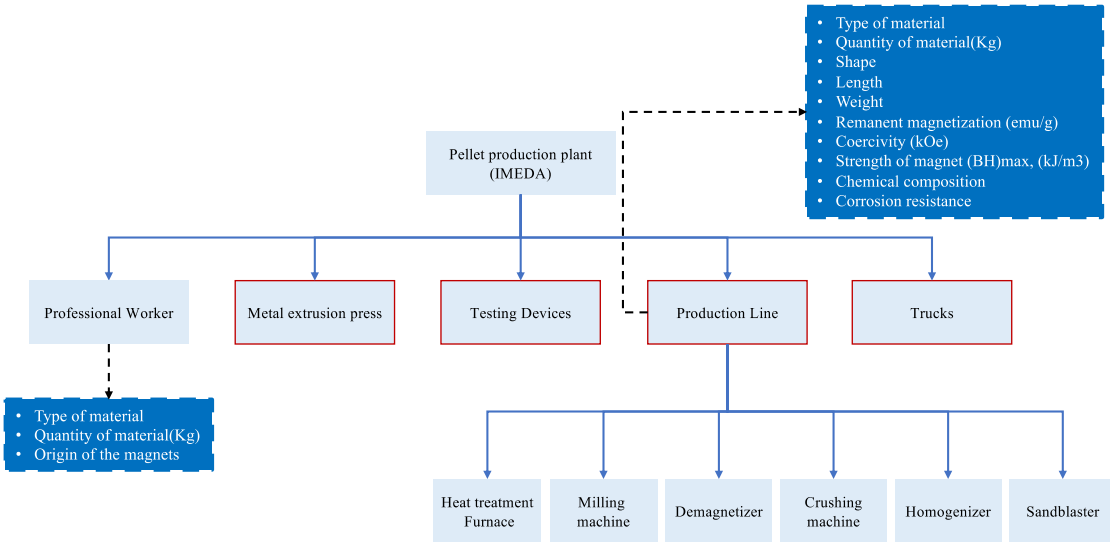 • Type of material
• Quantity of material(Kg)
• Shape
• Length
• Weight
• Remanent magnetization (emu/g)
• Coercivity (kOe)
• Strength of magnet (BH)max, (kJ/m3)
• Chemical composition
• Corrosion resistance
Pellet production plant
(IMEDA)
Professional Worker
Metal extrusion press
Testing Devices
Production Line
Trucks
• Type of material
• Quantity of material(Kg)
• Origin of the magnets
Heat treatment
Furnace
Milling
machine
Demagnetizer
Crushing
machine
Homogenizer
Sandblaster